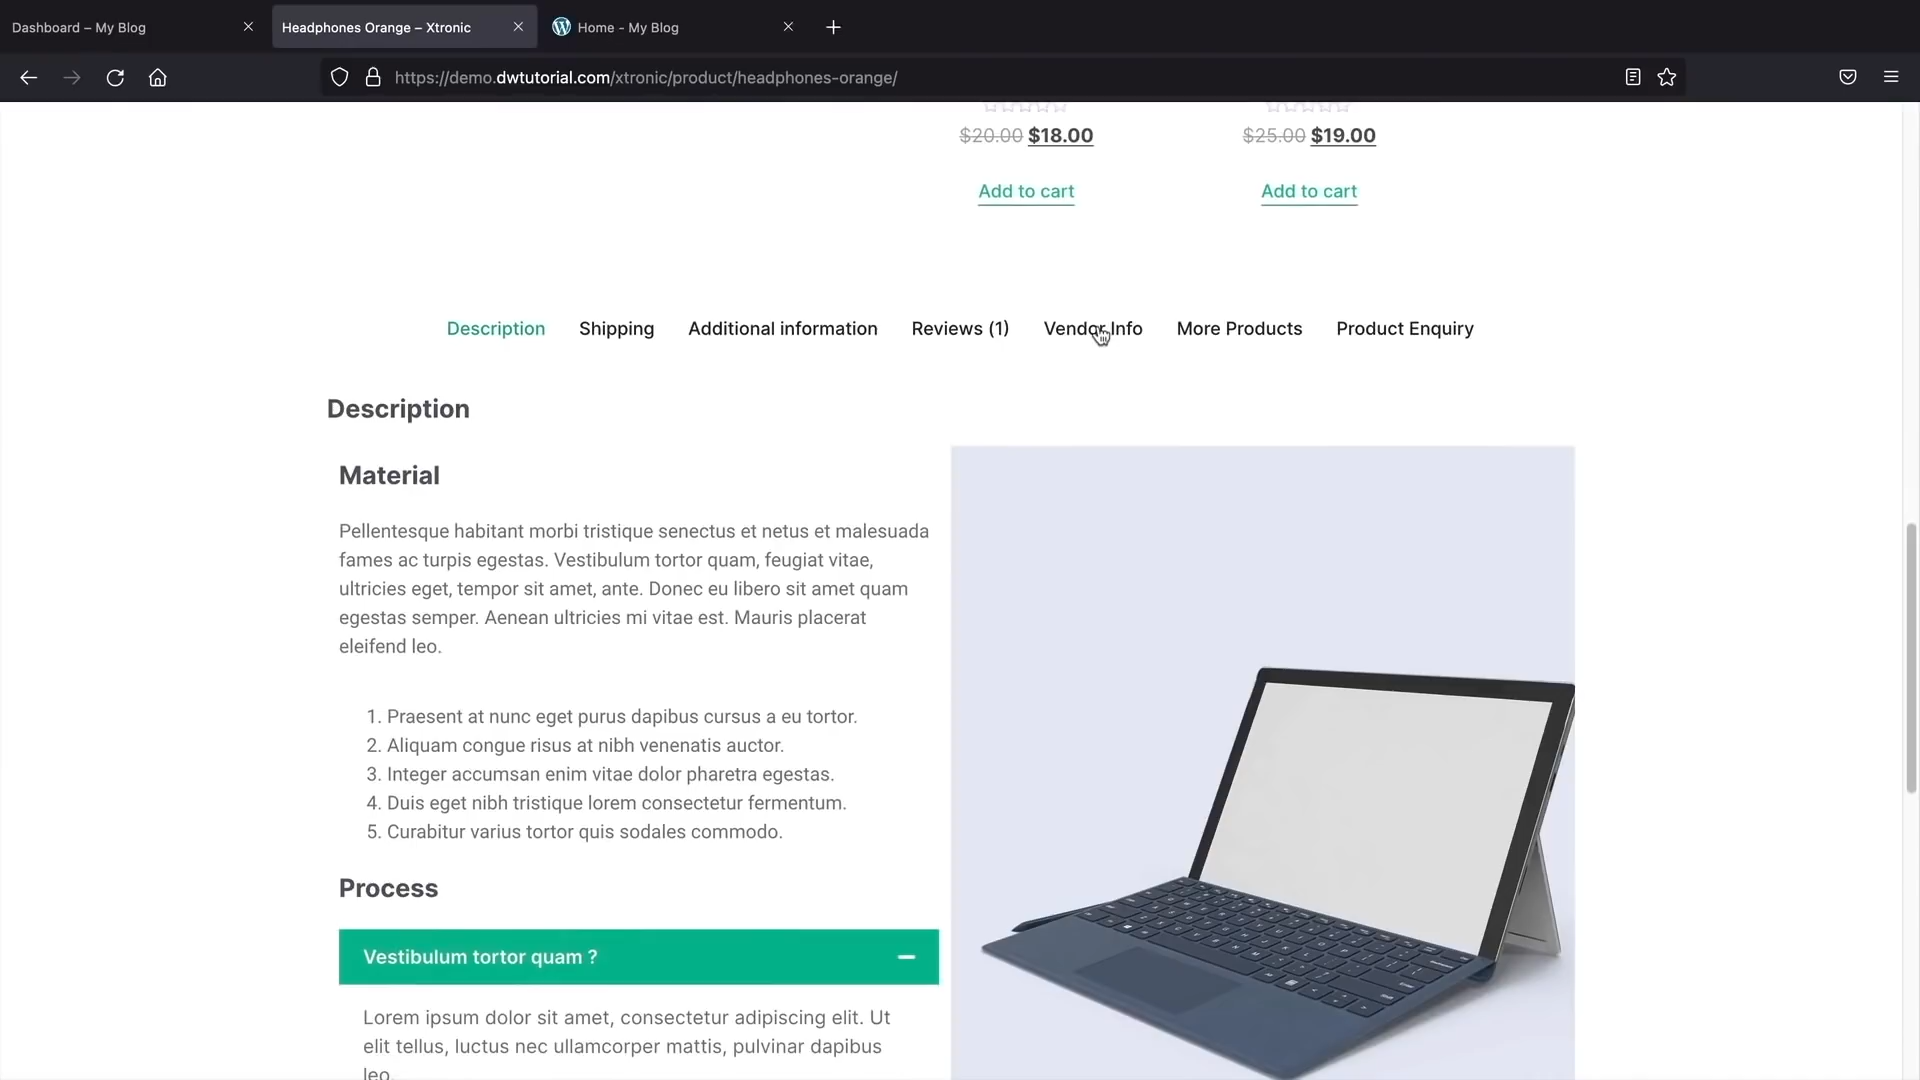 Dashboard – My Blog
Headphones Orange – Xtronic
Home - My Blog
https://demo.dwtutorial.com/xtronic/product/headphones-orange/
$20.00 $18.00
$25.00 $19.00
Add to cart
Add to cart
Description
Shipping
Additional information
Reviews (1)
Vendor Info
More Products
Product Enquiry
Description
Material
Pellentesque habitant morbi tristique senectus et netus et malesuada
fames ac turpis egestas. Vestibulum tortor quam, feugiat vitae,
ultricies eget, tempor sit amet, ante. Donec eu libero sit amet quam
egestas semper. Aenean ultricies mi vitae est. Mauris placerat
eleifend leo.
1. Praesent at nunc eget purus dapibus cursus a eu tortor.
2. Aliquam congue risus at nibh venenatis auctor.
3. Integer accumsan enim vitae dolor pharetra egestas.
4. Duis eget nibh tristique lorem consectetur fermentum.
5. Curabitur varius tortor quis sodales commodo.
Process
Vestibulum tortor quam ?
Lorem ipsum dolor sit amet, consectetur adipiscing elit. Ut
elit tellus, luctus nec ullamcorper mattis, pulvinar dapibus
leo.